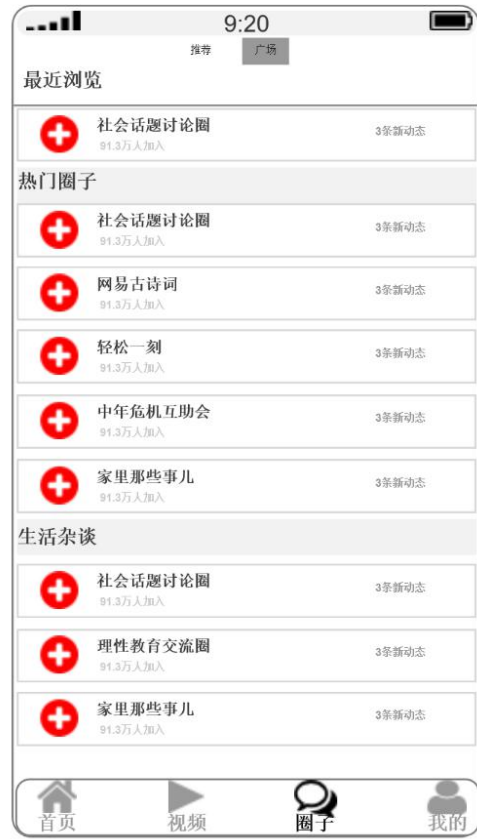 9:20
推荐 广场
最近浏览
社会话题讨论圈
91.3万人加入
3条新动态
热门圈子
社会话题讨论圈
91.3万人加入
3条新动态
网易古诗词
91.3万人加入
3条新动态
轻松一刻
91.3万人加入
3条新动态
中年危机互助会
91.3万人加入
3条新动态
家里那些事儿
91.3万人加入
3条新动态
生活杂谈
社会话题讨论圈
91.3万人加入
3条新动态
理性教育交流圈
91.3万人加入
3条新动态
家里那些事儿
91.3万人加入
3条新动态
首页 视频 圈子 我的